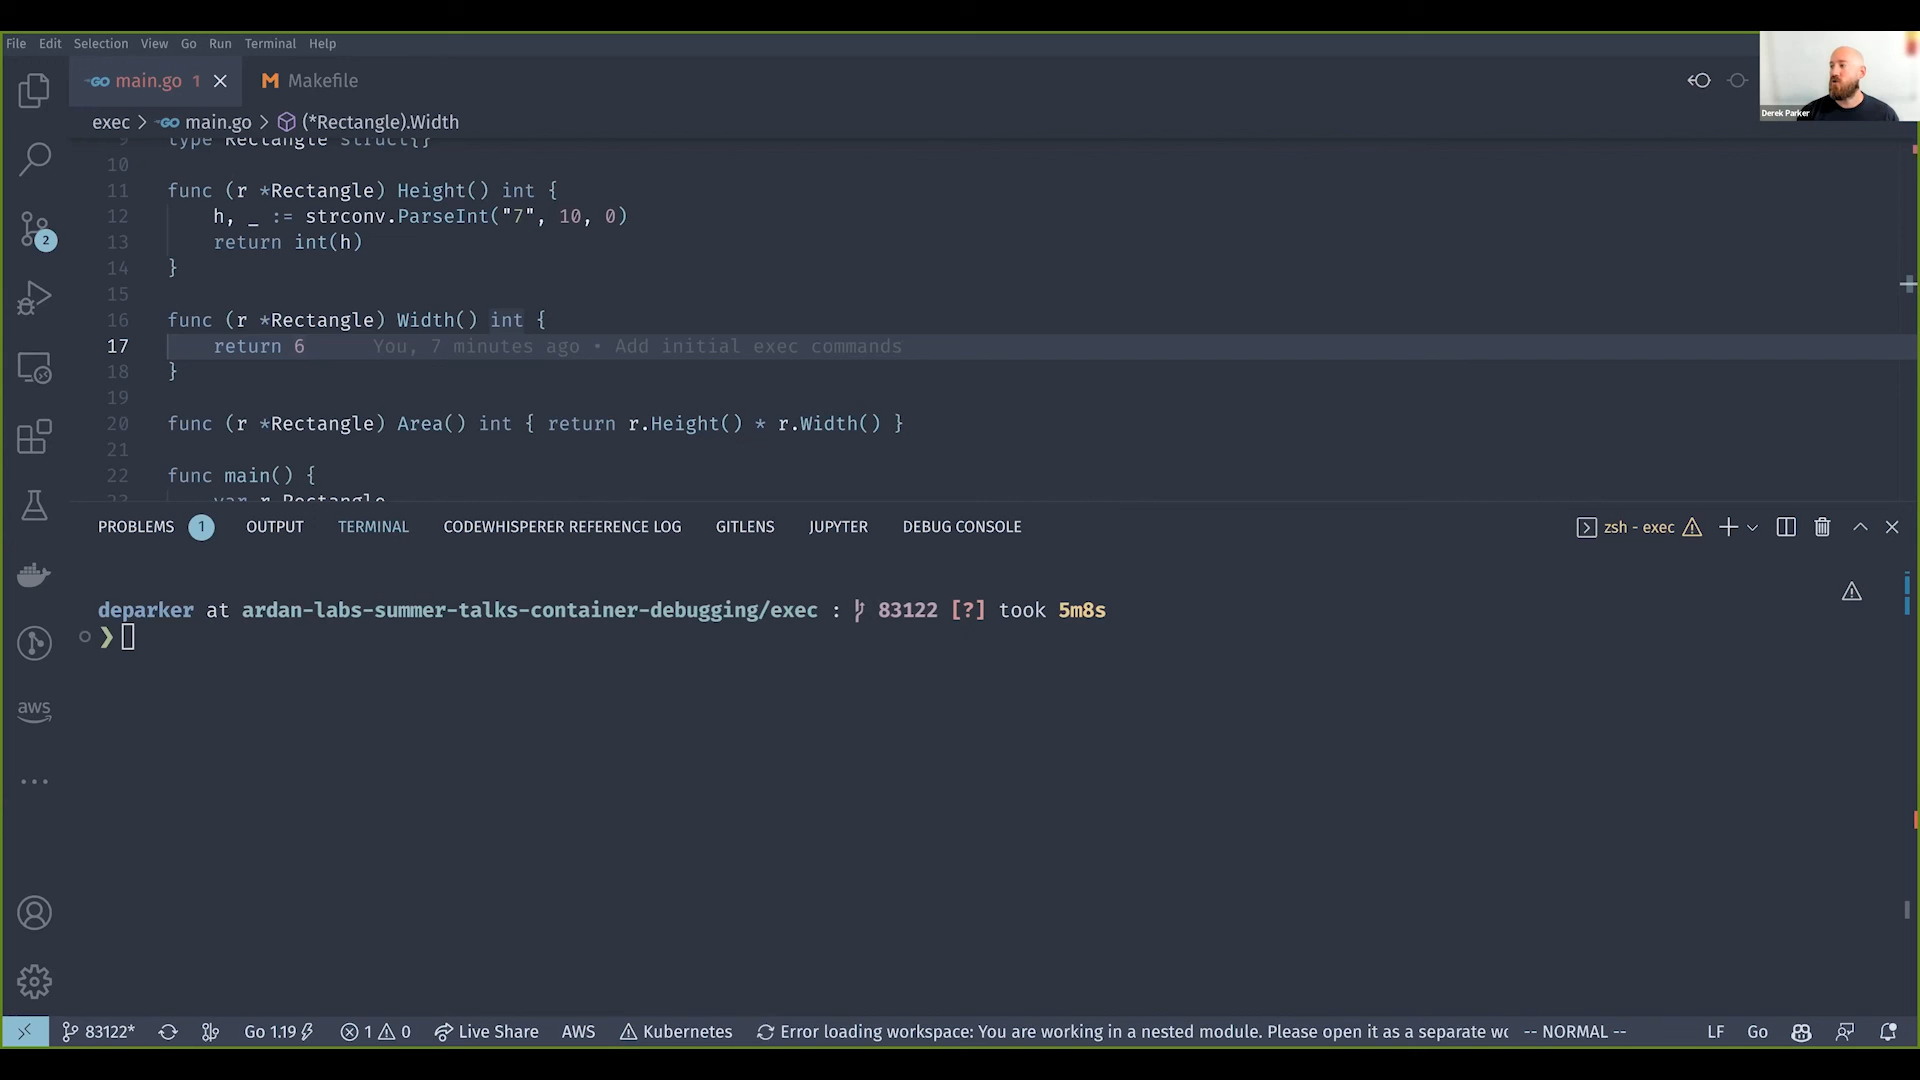 File Edit Selection View Go Run Terminal Help
main.go 1 Makefile
Derek Parker
exec > main.go > (*Rectangle).Width
9 type Rectangle struct{}
10
11 func (r *Rectangle) Height() int {
12 h, _ := strconv.ParseInt("7", 10, 0)
13 return int(h)
14 }
15
16 func (r *Rectangle) Width() int {
17 return 6 You, 7 minutes ago • Add initial exec commands
18 }
19
20 func (r *Rectangle) Area() int { return r.Height() * r.Width() }
21
22 func main() {
23 var r Rectangle
2
PROBLEMS 1 OUTPUT TERMINAL CODEWHISPERER REFERENCE LOG GITLENS JUPYTER DEBUG CONSOLE zsh - exec
deparker at ardan-labs-summer-talks-container-debugging/exec : 83122 [?] took 5m8s
❯
aws
83122* Go 1.19 1 0 Live Share AWS Kubernetes Error loading workspace: You are working in a nested module. Please open it as a separate wo -- NORMAL -- LF Go